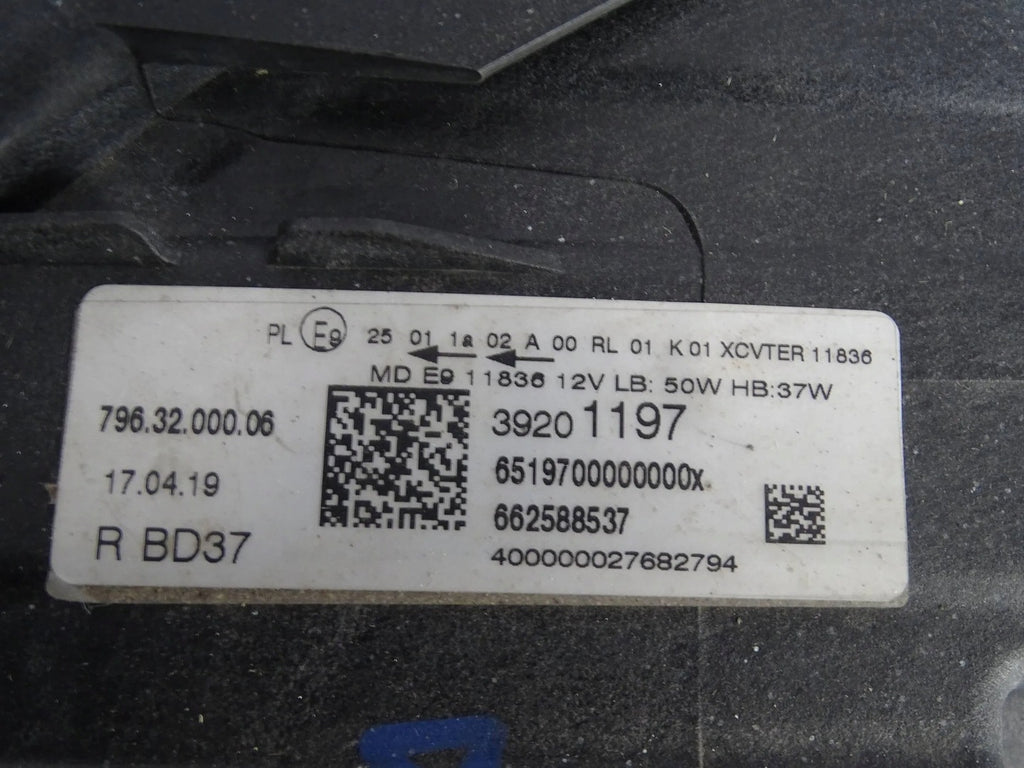 PL E9 25 01 1a 02 A 00 RL 01 K 01 XCVTER 11836
MD E9 11836 12V LB: 50W HB:37W
796.32.000.06
39201197
17.04.19
6519700000000x
662588537
R BD37
400000027682794